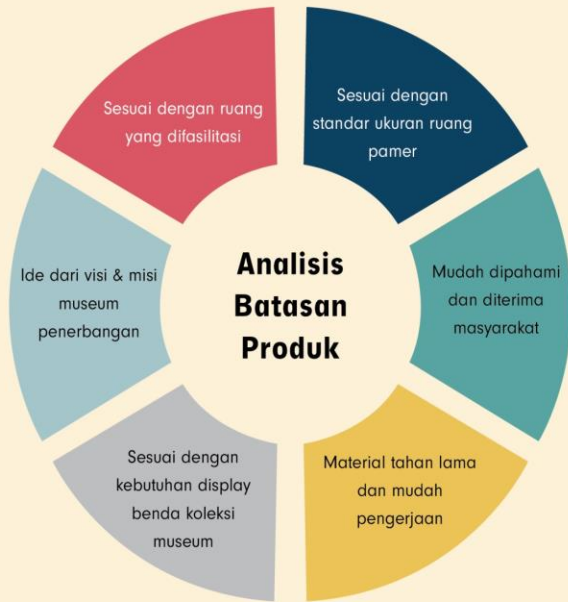 Analisis
Batasan
Produk
Sesuai dengan
standar ukuran ruang
pamer
Mudah dipahami
dan diterima
masyarakat
Material tahan lama
dan mudah
pengerjaan
Sesuai dengan
kebutuhan display
benda koleksi
museum
Ide dari visi & misi
museum
penerbangan
Sesuai dengan ruang
yang difasilitasi